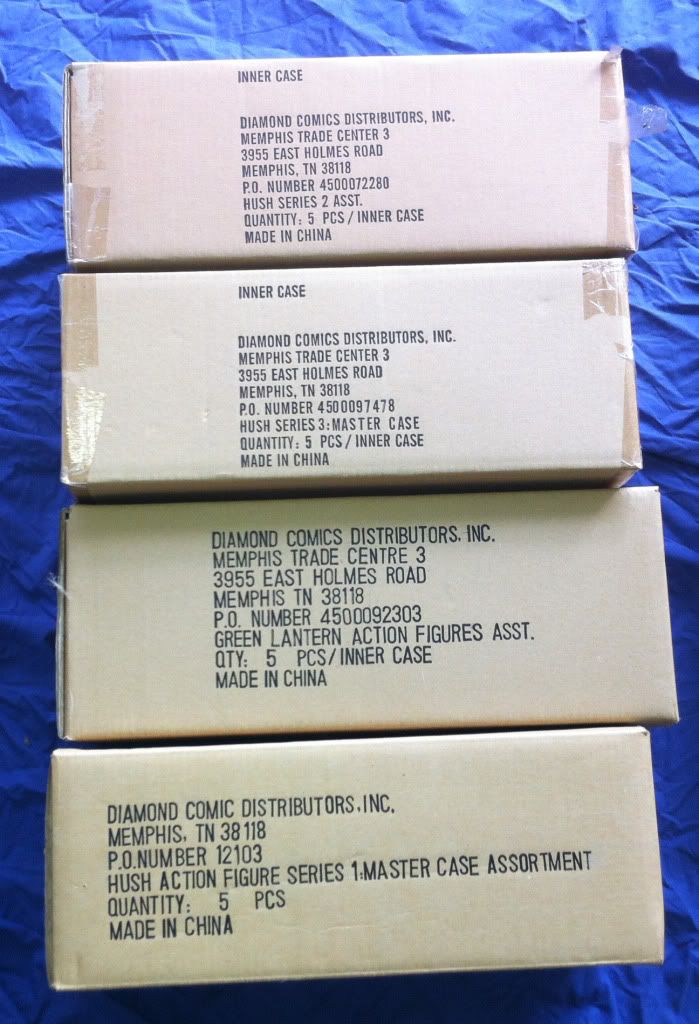 INNER CASE
DIAMOND COMICS DISTRIBUTORS, INC.
MEMPHIS TRADE CENTER 3
3955 EAST HOLMES ROAD
MEMPHIS, TN 38118
P.O. NUMBER 4500072280
HUSH SERIES 2 ASST.
QUANTITY: 5 PCS / INNER CASE
MADE IN CHINA
INNER CASE
DIAMOND COMICS DISTRIBUTORS, INC.
MEMPHIS TRADE CENTER 3
3955 EAST HOLMES ROAD
MEMPHIS, TN 38118
P.O. NUMBER 4500097478
HUSH SERIES 3:MASTER CASE
QUANTITY: 5 PCS / INNER CASE
MADE IN CHINA
DIAMOND COMICS DISTRIBUTORS, INC.
MEMPHIS TRADE CENTRE 3
3955 EAST HOLMES ROAD
MEMPHIS TN 38118
P.O. NUMBER 4500092303
GREEN LANTERN ACTION FIGURES ASST.
QTY: 5 PCS/INNER CASE
MADE IN CHINA
DIAMOND COMIC DISTRIBUTORS,INC,
MEMPHIS, TN 38118
P.O.NUMBER 12103
HUSH ACTION FIGURE SERIES 1:MASTER CASE ASSORTMENT
QUANTITY: 5 PCS
MADE IN CHINA